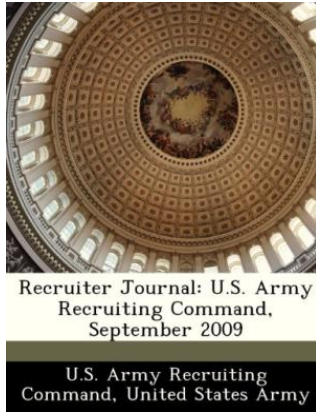 Recruiter Journal: U.S. Army
Recruiting Command,
September 2009
U.S. Army Recruiting
Command, United States Army